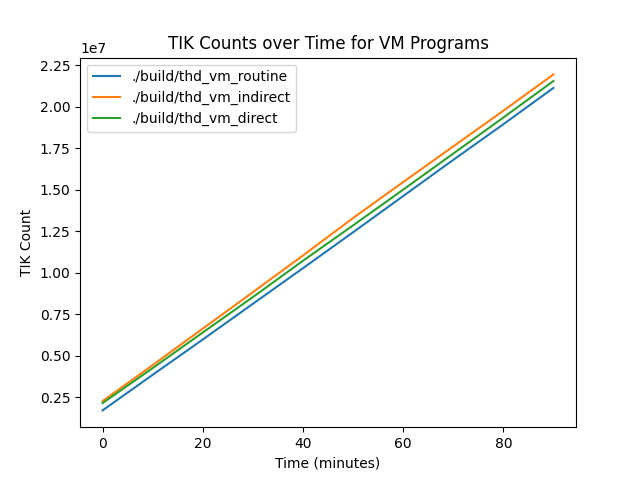 TIK Counts over Time for VM Programs
1e7
2.25
2.00
1.75
1.50
1.25
1.00
0.75
0.50
0.25
TIK Count
./build/thd_vm_routine
./build/thd_vm_indirect
./build/thd_vm_direct
0 20 40 60 80
Time (minutes)